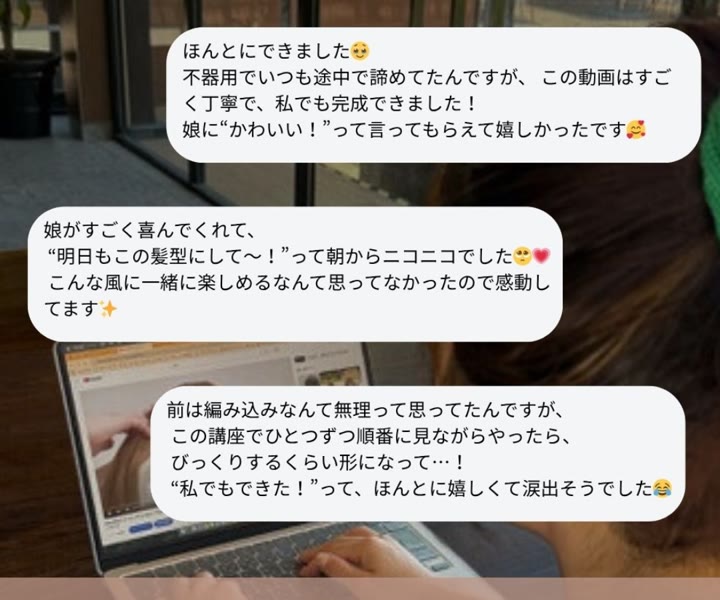 ほんとにできました🥹
不器用でいつも途中で諦めてたんですが、 この動画はすご
く丁寧で、私でも完成できました！
娘に“かわいい！”って言ってもらえて嬉しかったです🥰
娘がすごく喜んでくれて、
“明日もこの髪型にして〜！”って朝からニコニコでした🥺💗
こんな風に一緒に楽しめるなんて思ってなかったので感動し
てます✨
前は編み込みなんて無理って思ってたんですが、
この講座でひとつずつ順番に見ながらやったら、
びっくりするくらい形になって…！
“私でもできた！”って、ほんとに嬉しくて涙出そうでした😂